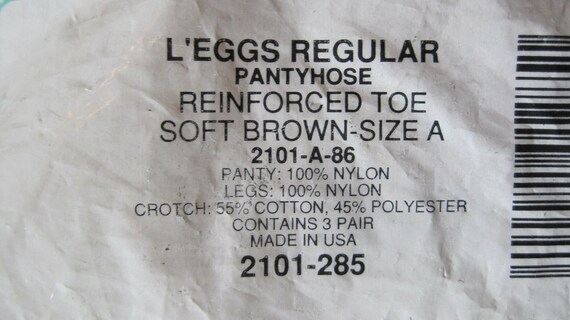 L'EGGS REGULAR
PANTYHOSE
REINFORCED TOE
SOFT BROWN-SIZE A
2101-A-86
PANTY: 100% NYLON
LEGS: 100% NYLON
CROTCH: 55% COTTON, 45% POLYESTER
CONTAINS 3 PAIR
MADE IN USA
2101-285